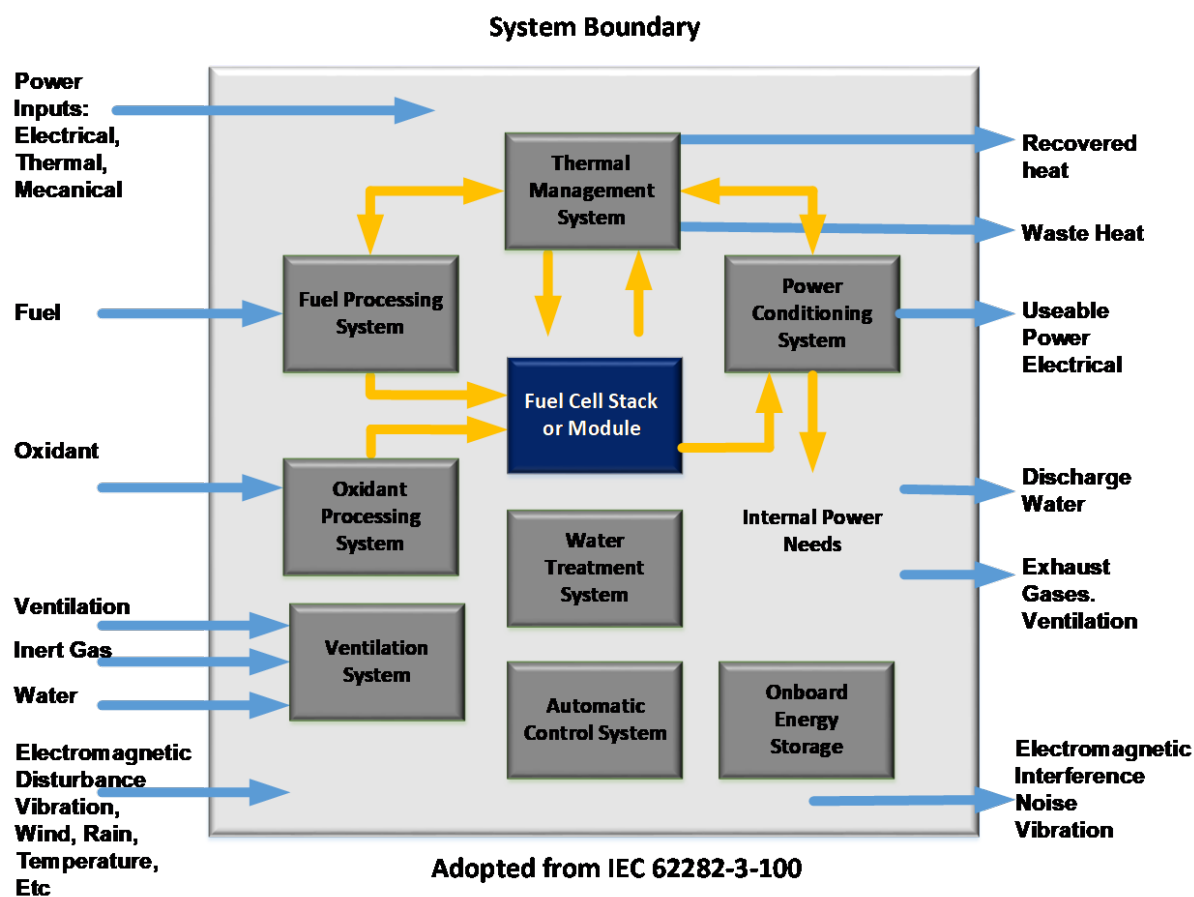 System Boundary
Power
Inputs:
Electrical,
Thermal,
Mecanical
Fuel
Oxidant
Ventilation
Inert Gas
Water
Electromagnetic
Disturbance
Vibration,
Wind, Rain,
Temperature,
Etc
Thermal
Management
System
Fuel Processing
System
Power
Conditioning
System
Fuel Cell Stack
or Module
Oxidant
Processing
System
Water
Treatment
System
Internal Power
Needs
Ventilation
System
Automatic
Control System
Onboard
Energy
Storage
Recovered
heat
Waste Heat
Useable
Power
Electrical
Discharge
Water
Exhaust
Gases.
Ventilation
Electromagnetic
Interference
Noise
Vibration
Adopted from IEC 62282-3-100